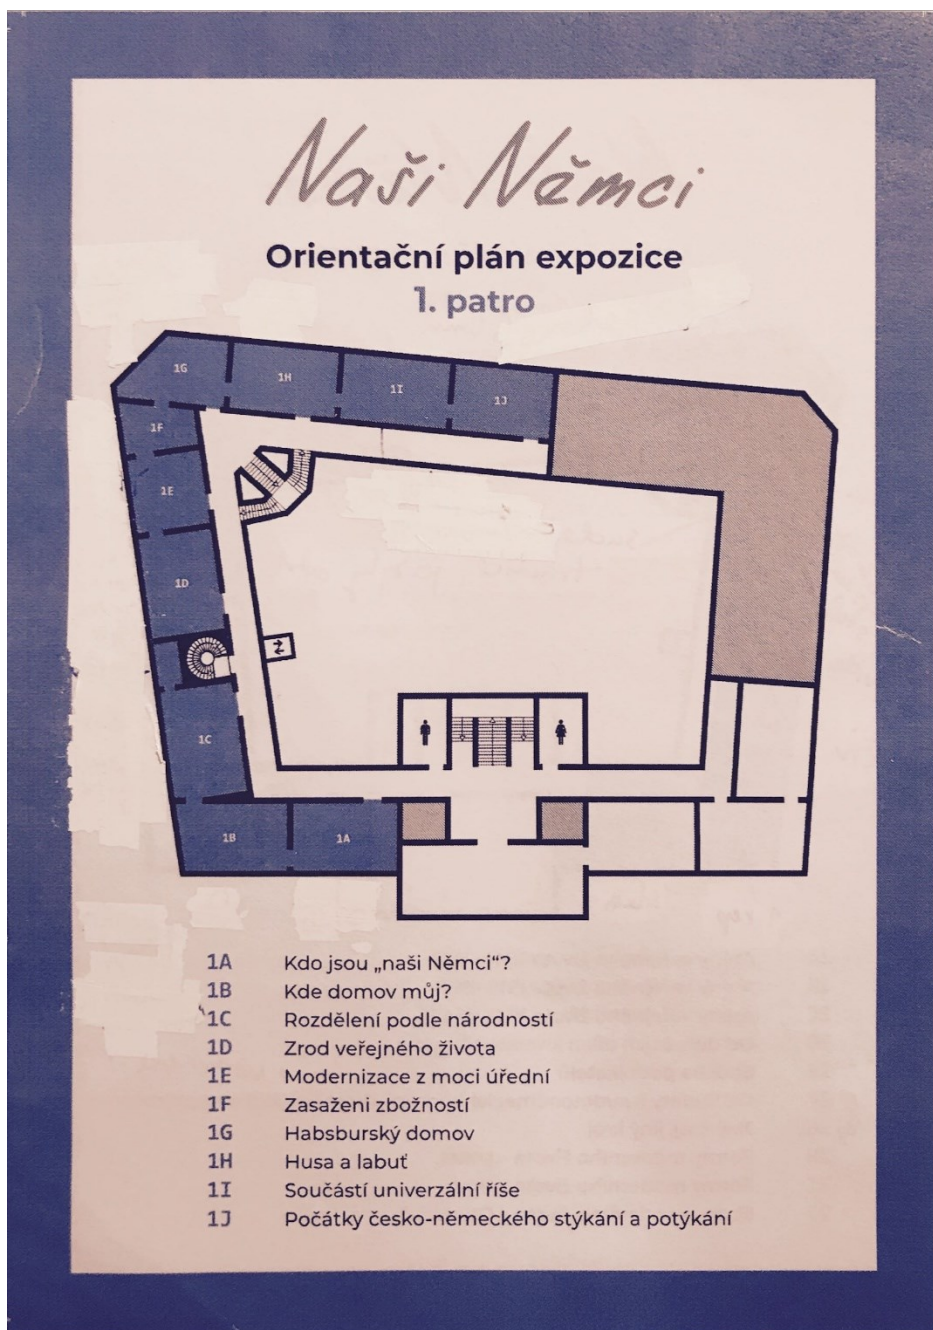 Naši Němci
Orientační plán expozice
1. patro
1G
1H
1I
1J
1F
1E
1D
1C
1B
1A
1A Kdo jsou „naši Němci“?
1B Kde domov můj?
1C Rozdělení podle národností
1D Zrod veřejného života
1E Modernizace z moci úřední
1F Zasaženi zbožností
1G Habsburský domov
1H Husa a labuť
1I Součástí univerzální říše
1J Počátky česko-německého stýkání a potýkání